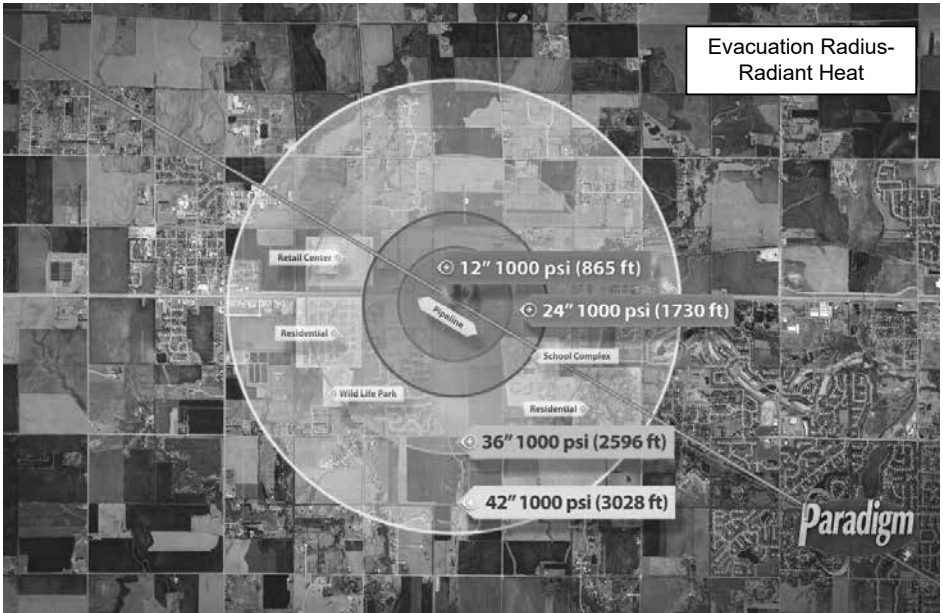 Evacuation Radius-
Radiant Heat
Retail Center
12" 1000 psi (865 ft)
24" 1000 psi (1730 ft)
Pipeline
Residential
School Complex
Wild Life Park
Residential
36" 1000 psi (2596 ft)
42" 1000 psi (3028 ft)
Paradigm